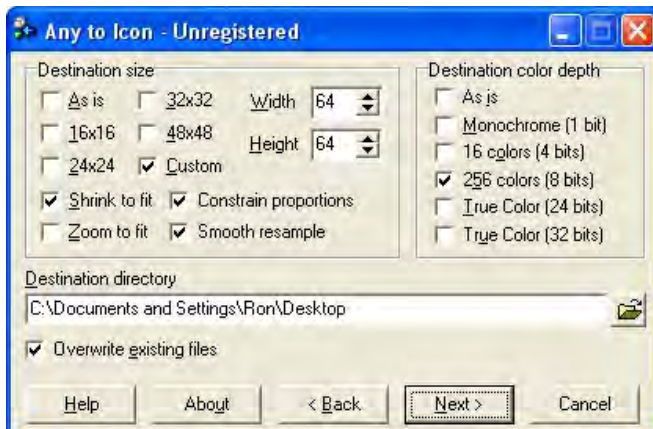 Any to Icon - Unregistered
Destination size
As is
32x32
Width 64
16x16
48x48
Height 64
24x24
Custom
Shrink to fit
Constrain proportions
Zoom to fit
Smooth resample
Destination color depth
As is
Monochrome (1 bit)
16 colors (4 bits)
256 colors (8 bits)
True Color (24 bits)
True Color (32 bits)
Destination directory
C:\Documents and Settings\Ron\Desktop
Overwrite existing files
Help
About
< Back
Next >
Cancel